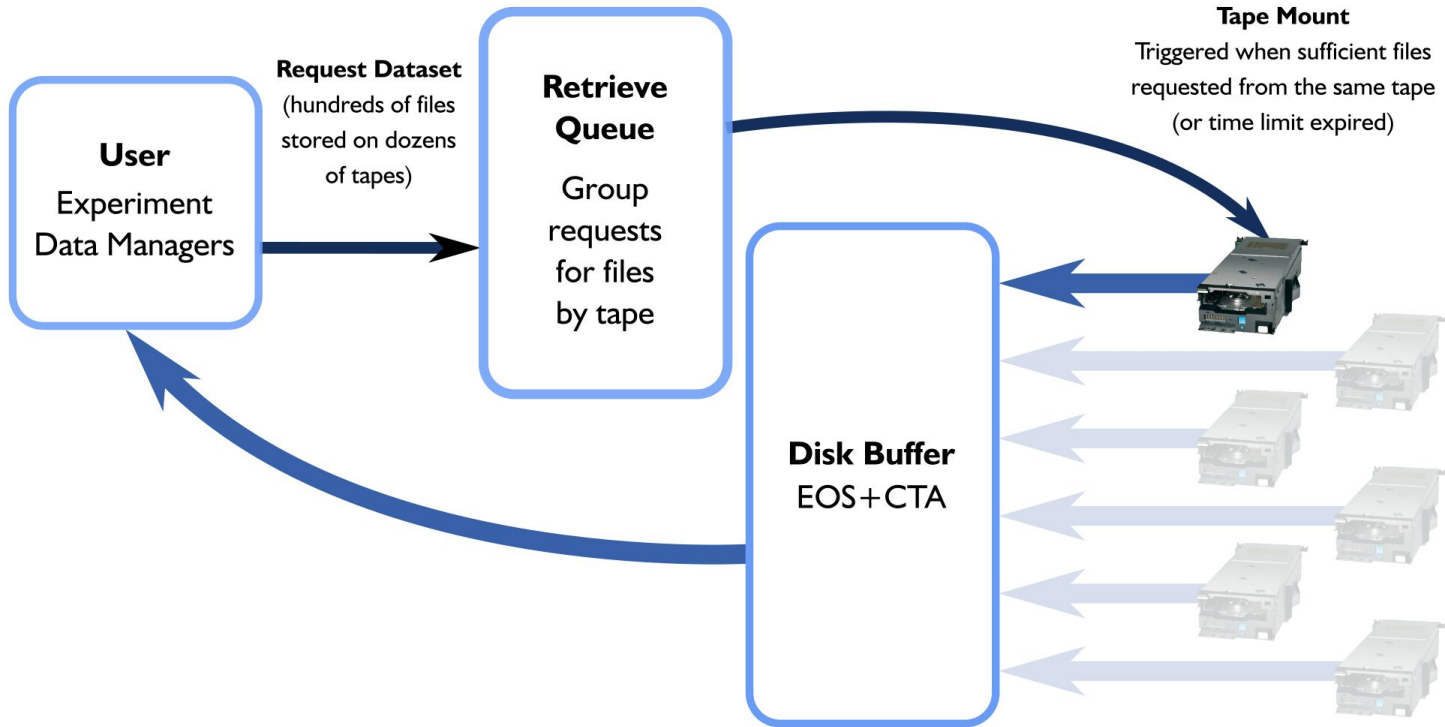 User
Experiment
Data Managers
Request Dataset
(hundreds of files
stored on dozens
of tapes)
Retrieve
Queue
Group
requests
for files
by tape
Tape Mount
Triggered when sufficient files
requested from the same tape
(or time limit expired)
Disk Buffer
EOS+CTA